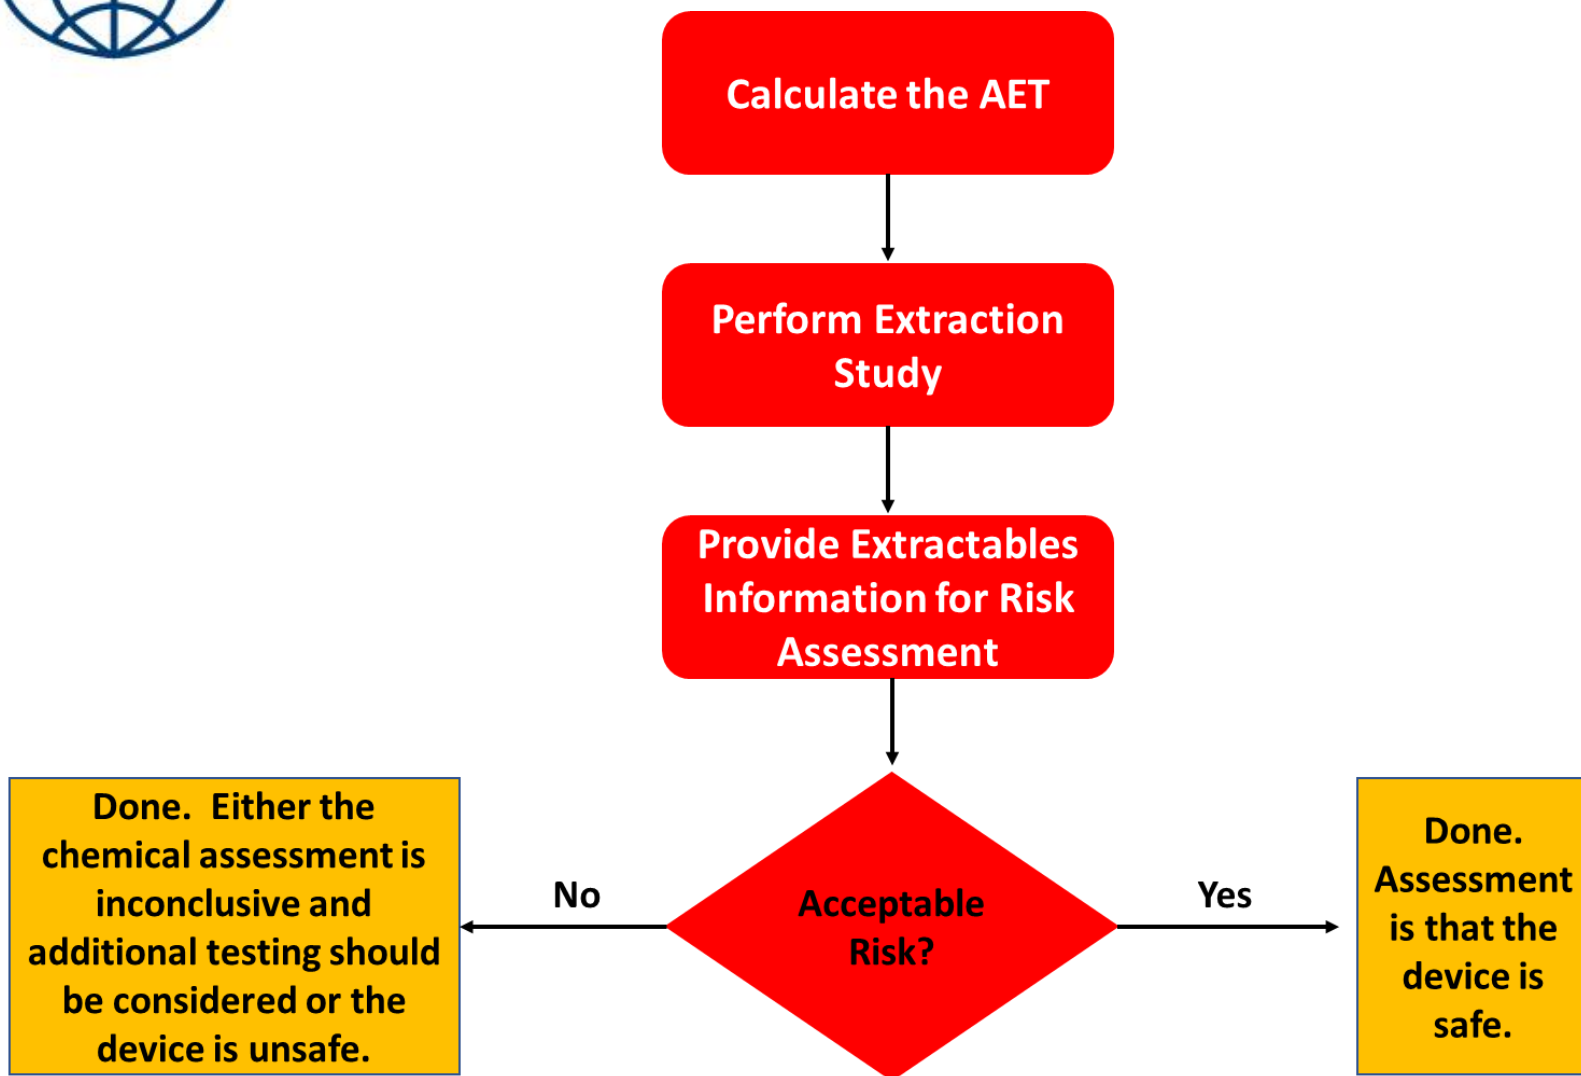 Calculate the AET
Perform Extraction
Study
Provide Extractables
Information for Risk
Assessment
Done.  Either the
chemical assessment is
inconclusive and
additional testing should
be considered or the
device is unsafe.
No
Acceptable
Risk?
Yes
Done.
Assessment
is that the
device is
safe.